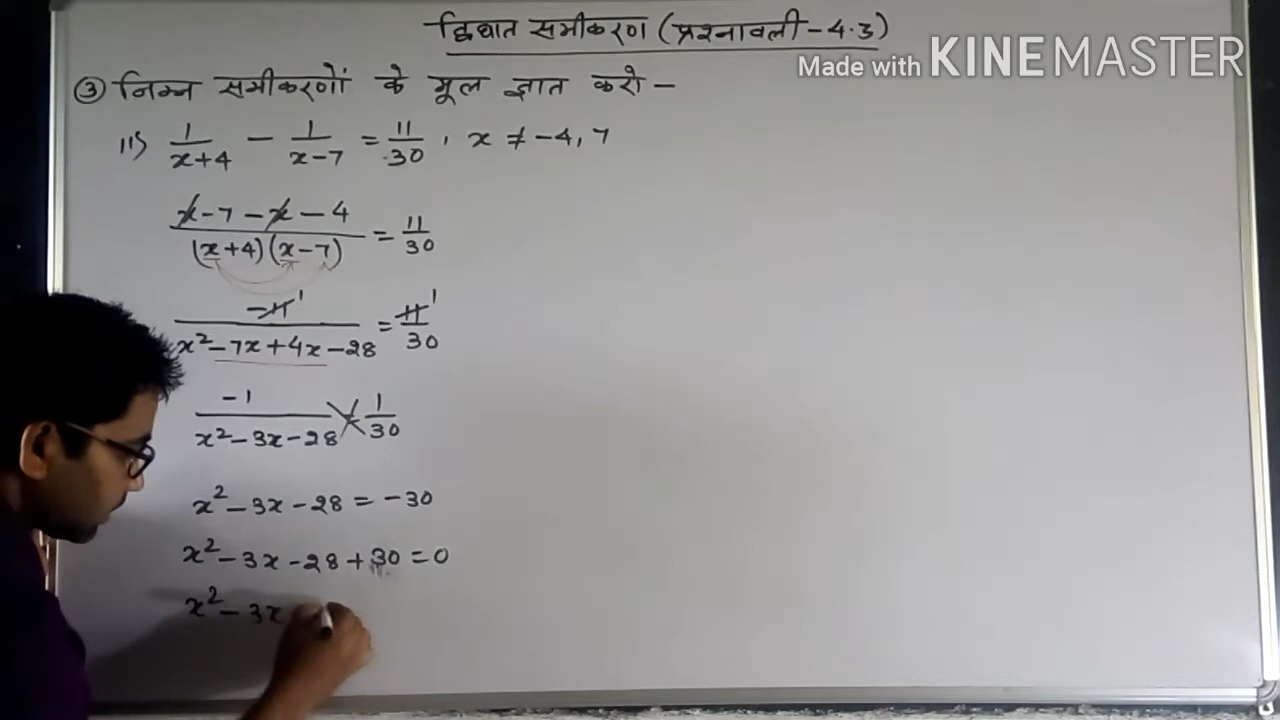 द्विघात समीकरण (प्रश्नावली-4.3)
Made with KINEMASTER
③ निम्न समीकरणों के मूल ज्ञात करो -
ii) 1/(x+4) - 1/(x-7) = 11/30, x ≠ -4, 7
(x-7-x-4)/((x+4)(x-7)) = 11/30
-11¹/(x²-7x+4x-28) = 11¹/30
-1/(x²-3x-28) = 1/30
x²-3x-28 = -30
x²-3x-28+30=0
x²-3x